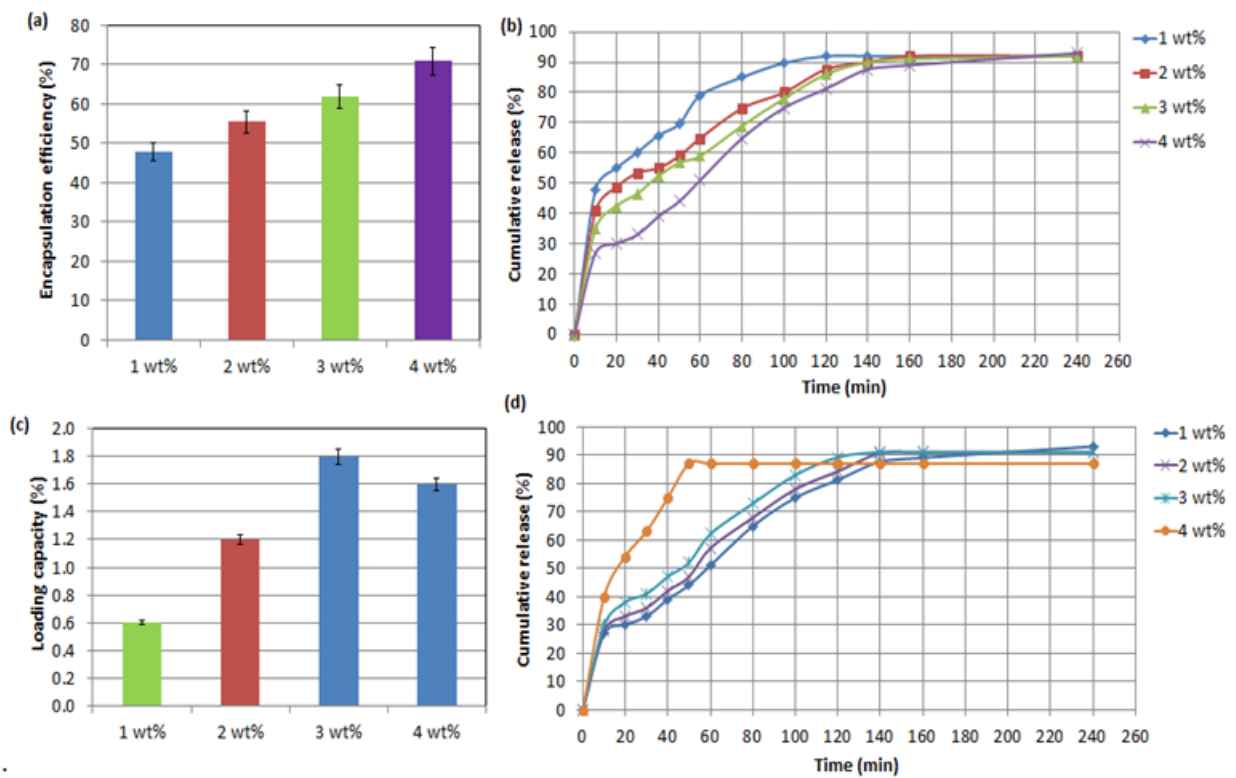 (a)
Encapsulation efficiency (%)
80
70
60
50
40
30
20
10
0
1 wt%
2 wt%
3 wt%
4 wt%
(b)
Cumulative release (%)
100
90
80
70
60
50
40
30
20
10
0
0 20 40 60 80 100 120 140 160 180 200 220 240 260
Time (min)
1 wt%
2 wt%
3 wt%
4 wt%
(c)
Loading capacity (%)
2.0
1.8
1.6
1.4
1.2
1.0
0.8
0.6
0.4
0.2
0.0
1 wt%
2 wt%
3 wt%
4 wt%
(d)
Cumulative release (%)
100
90
80
70
60
50
40
30
20
10
0
0 20 40 60 80 100 120 140 160 180 200 220 240 260
Time (min)
1 wt%
2 wt%
3 wt%
4 wt%
.